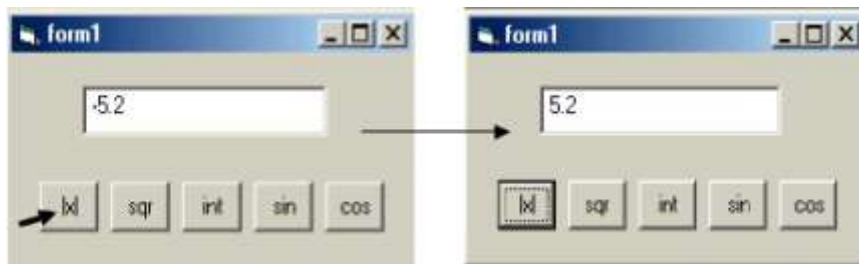 form1
-5.2
|x| sqr int sin cos
form1
5.2
|x| sqr int sin cos